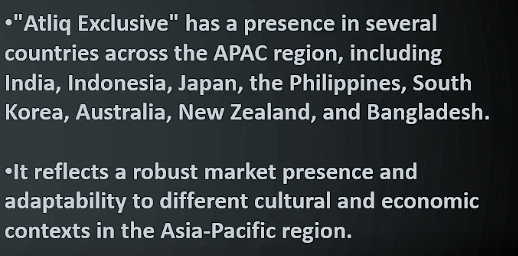 •"Atliq Exclusive" has a presence in several
countries across the APAC region, including
India, Indonesia, Japan, the Philippines, South
Korea, Australia, New Zealand, and Bangladesh.
•It reflects a robust market presence and
adaptability to different cultural and economic
contexts in the Asia-Pacific region.